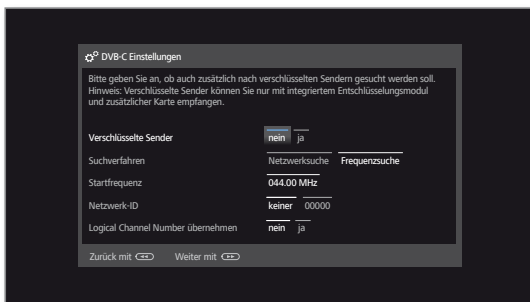 DVB-C Einstellungen
Bitte geben Sie an, ob auch zusätzlich nach verschlüsselten Sendern gesucht werden soll.
Hinweis: Verschlüsselte Sender können Sie nur mit integriertem Entschlüsselungsmodul
und zusätzlicher Karte empfangen.
Verschlüsselte Sender nein ja
Suchverfahren Netzwerksuche Frequenzsuche
Startfrequenz 044.00 MHz
Netzwerk-ID keiner 00000
Logical Channel Number übernehmen nein ja
Zurück mit Weiter mit